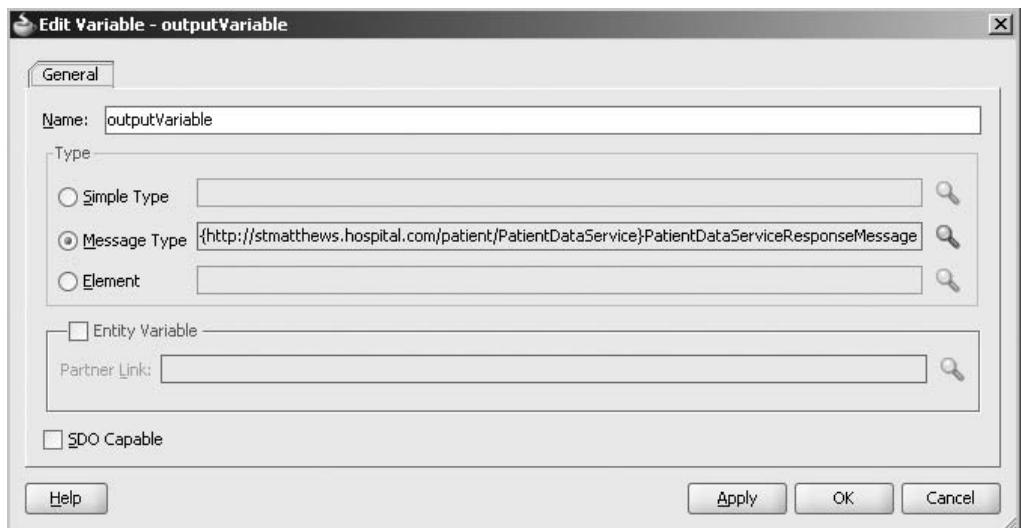 Edit Variable - outputVariable
General
Name: outputVariable
Type
Simple Type
Message Type {http://stmatthews.hospital.com/patient/PatientDataService}PatientDataServiceResponseMessage
Element
Entity Variable
Partner Link:
SDO Capable
Help Apply OK Cancel